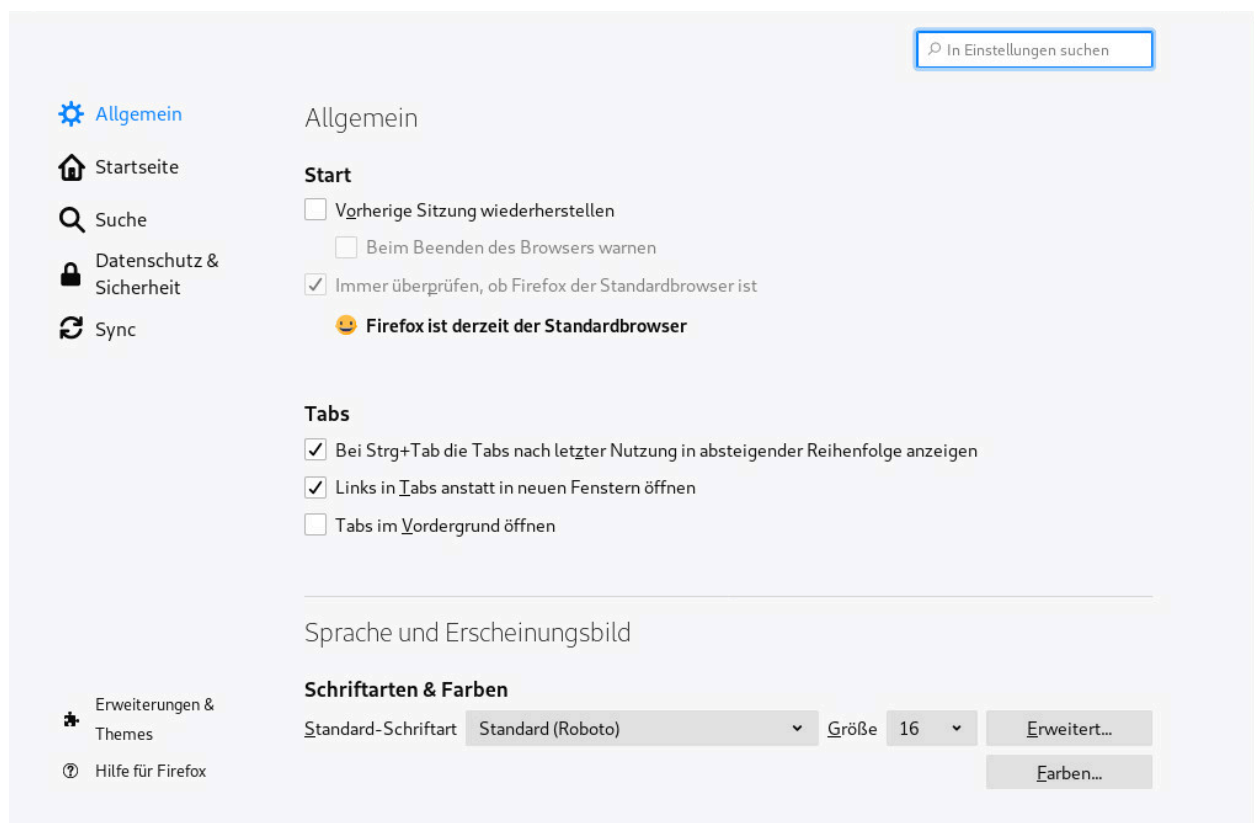 In Einstellungen suchen
Allgemein
Startseite
Suche
Datenschutz &
Sicherheit
Sync
Erweiterungen &
Themes
Hilfe für Firefox
Allgemein
Start
Vorherige Sitzung wiederherstellen
Beim Beenden des Browsers warnen
Immer überprüfen, ob Firefox der Standardbrowser ist
Firefox ist derzeit der Standardbrowser
Tabs
Bei Strg+Tab die Tabs nach letzter Nutzung in absteigender Reihenfolge anzeigen
Links in Tabs anstatt in neuen Fenstern öffnen
Tabs im Vordergrund öffnen
Sprache und Erscheinungsbild
Schriftarten & Farben
Standard-Schriftart Standard (Roboto) Größe 16 Erweitert...
Farben...